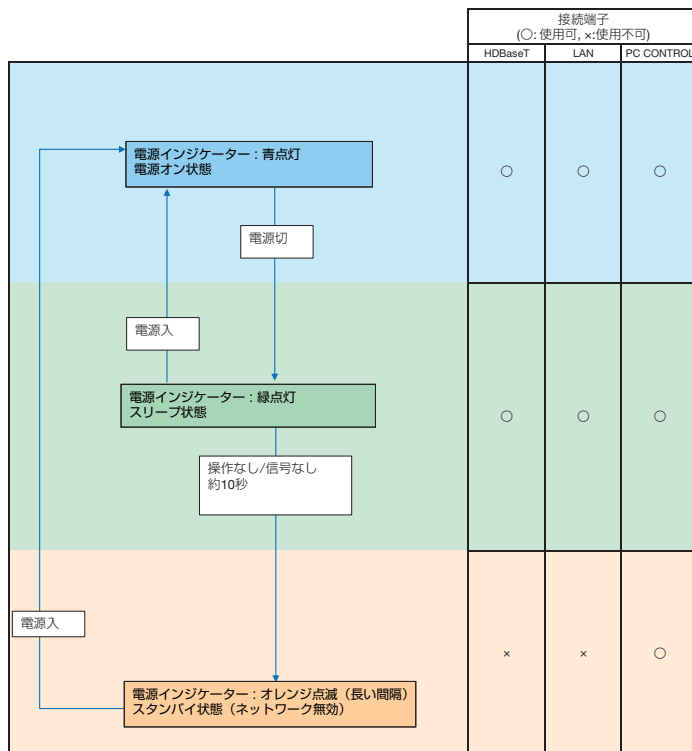 接続端子
(〇: 使用可, ×:使用不可)
HDBaseT LAN PC CONTROL
電源インジケーター : 青点灯
電源オン状態
〇 〇 〇
電源切
電源入
電源インジケーター : 緑点灯
スリープ状態
〇 〇 〇
操作なし/信号なし
約10秒
電源入
× × 〇
電源インジケーター : オレンジ点滅（長い間隔）
スタンバイ状態（ネットワーク無効）